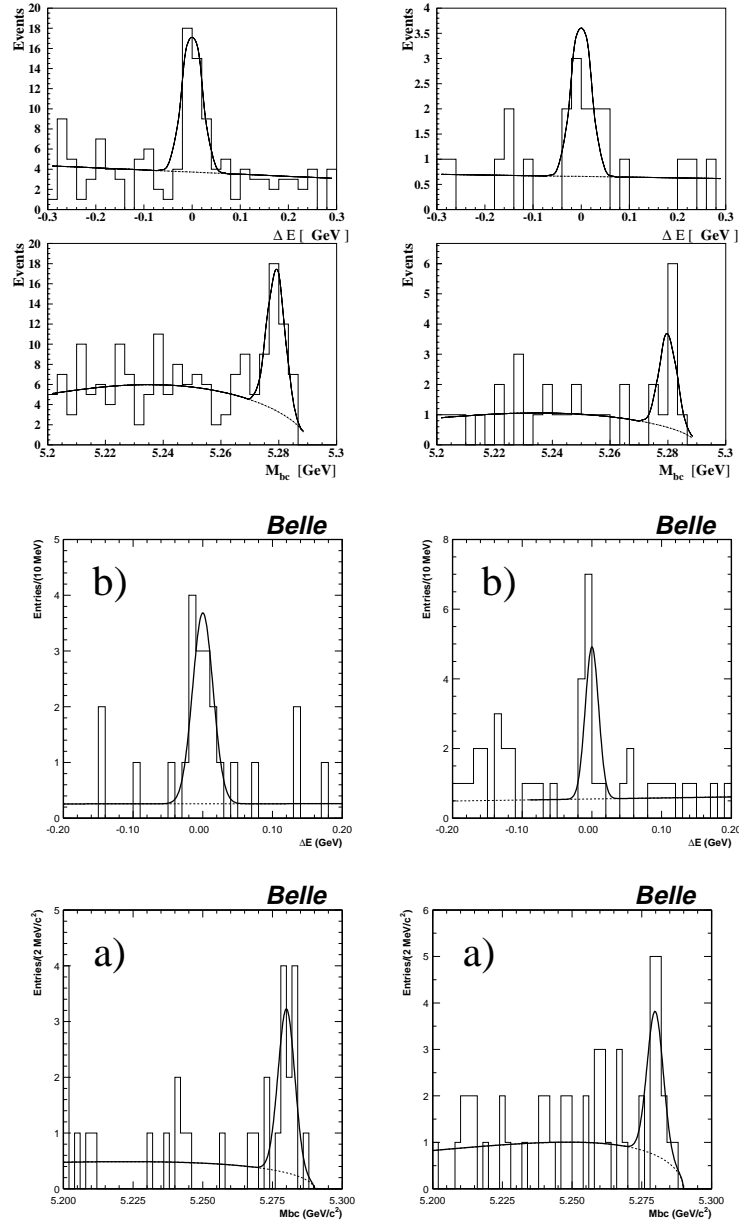 Events
20
18
16
14
12
10
8
6
4
2
0
-0.3 -0.2 -0.1 0 0.1 0.2 0.3
Δ E [ GeV ]
Events
4
3.5
3
2.5
2
1.5
1
0.5
0
-0.3 -0.2 -0.1 0 0.1 0.2 0.3
Δ E [ GeV ]
Events
20
18
16
14
12
10
8
6
4
2
0
5.2 5.22 5.24 5.26 5.28 5.3
M_bc [GeV]
Events
6
5
4
3
2
1
0
5.2 5.22 5.24 5.26 5.28 5.3
M_bc [GeV]
Belle
b)
Entries/(10 MeV)
5
4
3
2
1
0
-0.20 -0.10 0.00 0.10 0.20
ΔE (GeV)
Belle
b)
Entries/(10 MeV)
8
6
4
2
0
-0.20 -0.10 0.00 0.10 0.20
ΔE (GeV)
Belle
a)
Entries/(2 MeV/c²)
5
4
3
2
1
0
5.200 5.225 5.250 5.275 5.300
Mbc (GeV/c²)
Belle
a)
Entries/(2 MeV/c²)
6
5
4
3
2
1
0
5.200 5.225 5.250 5.275 5.300
Mbc (GeV/c²)